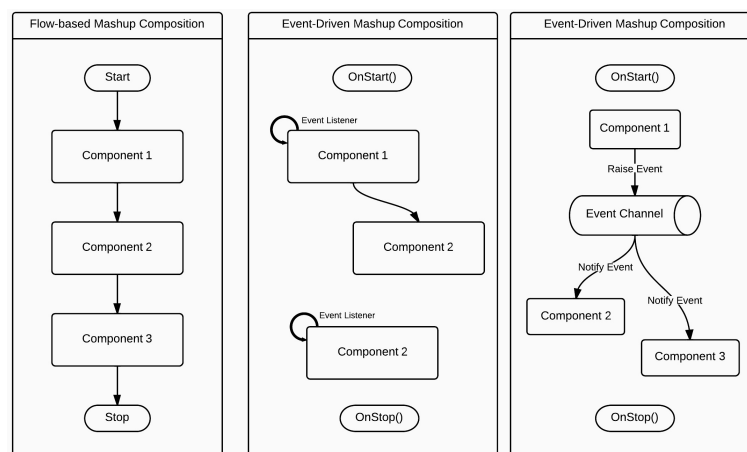 Flow-based Mashup Composition
Start
Component 1
Component 2
Component 3
Stop
Event-Driven Mashup Composition
OnStart()
Event Listener
Component 1
Component 2
Event Listener
Component 2
OnStop()
Event-Driven Mashup Composition
OnStart()
Component 1
Raise Event
Event Channel
Notify Event
Notify Event
Component 2
Component 3
OnStop()